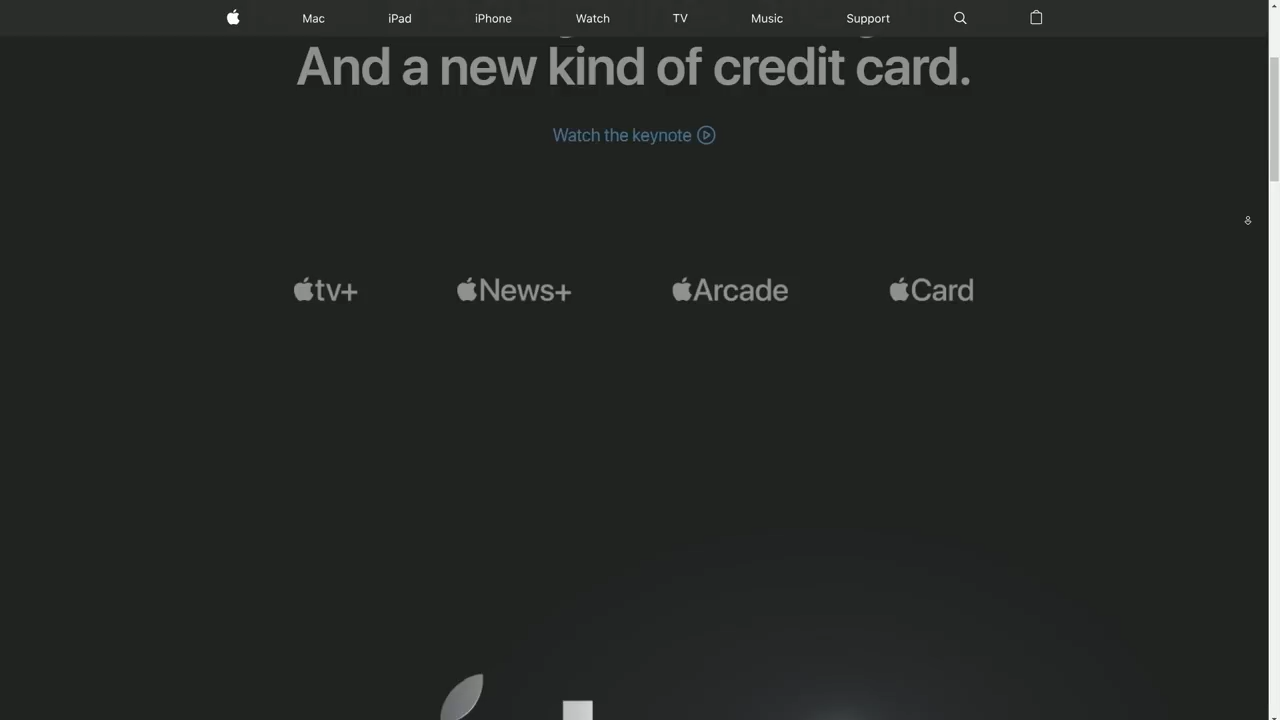 Mac iPad iPhone Watch TV Music Support
And a new kind of credit card.
Watch the keynote
tv+ News+ Arcade Card